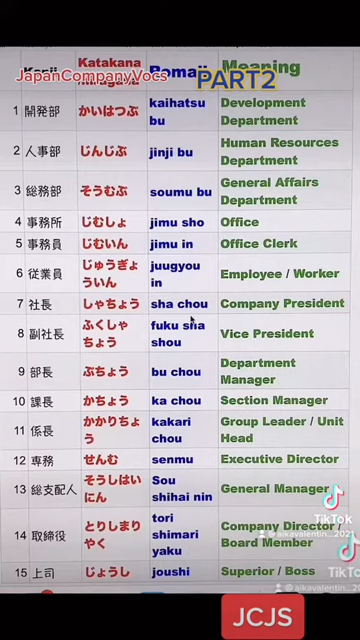 Kanji Katakana Hiragana Romaji Meaning
JapanCompanyVocs PART2
1 開発部 かいはつぶ kaihatsu bu Development Department
2 人事部 じんじぶ jinji bu Human Resources Department
3 総務部 そうむぶ soumu bu General Affairs Department
4 事務所 じむしょ jimu sho Office
5 事務員 じむいん jimu in Office Clerk
6 従業員 じゅうぎょういん juugyou in Employee / Worker
7 社長 しゃちょう sha chou Company President
8 副社長 ふくしゃちょう fuku sha shou Vice President
9 部長 ぶちょう bu chou Department Manager
10 課長 かちょう ka chou Section Manager
11 係長 かかりちょう kakari chou Group Leader / Unit Head
12 専務 せんむ senmu Executive Director
13 総支配人 そうしはいにん Sou shihai nin General Manager
14 取締役 とりしまりやく tori shimari yaku Company Director / Board Member
15 上司 じょうし joushi Superior / Boss
TikTok
@aikavalentin...2021
TikTok
@aikavalentin...2021
JCJS